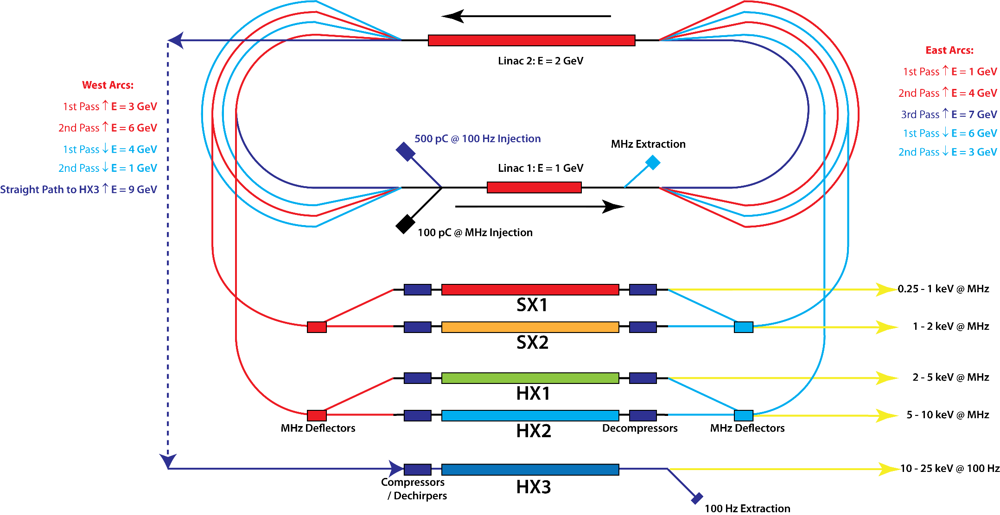 Linac 2: E = 2 GeV
East Arcs:
1st Pass ↑ E = 1 GeV
2nd Pass ↑ E = 4 GeV
3rd Pass ↑ E = 7 GeV
1st Pass ↓ E = 6 GeV
2nd Pass ↓ E = 3 GeV
West Arcs:
1st Pass ↑ E = 3 GeV
2nd Pass ↑ E = 6 GeV
1st Pass ↓ E = 4 GeV
2nd Pass ↓ E = 1 GeV
Straight Path to HX3 ↑ E = 9 GeV
500 pC @ 100 Hz Injection
MHz Extraction
Linac 1: E = 1 GeV
100 pC @ MHz Injection
0.25 - 1 keV @ MHz
SX1
1 - 2 keV @ MHz
SX2
2 - 5 keV @ MHz
HX1
5 - 10 keV @ MHz
MHz Deflectors
HX2
Decompressors
MHz Deflectors
10 - 25 keV @ 100 Hz
Compressors
/ Dechirpers
HX3
100 Hz Extraction